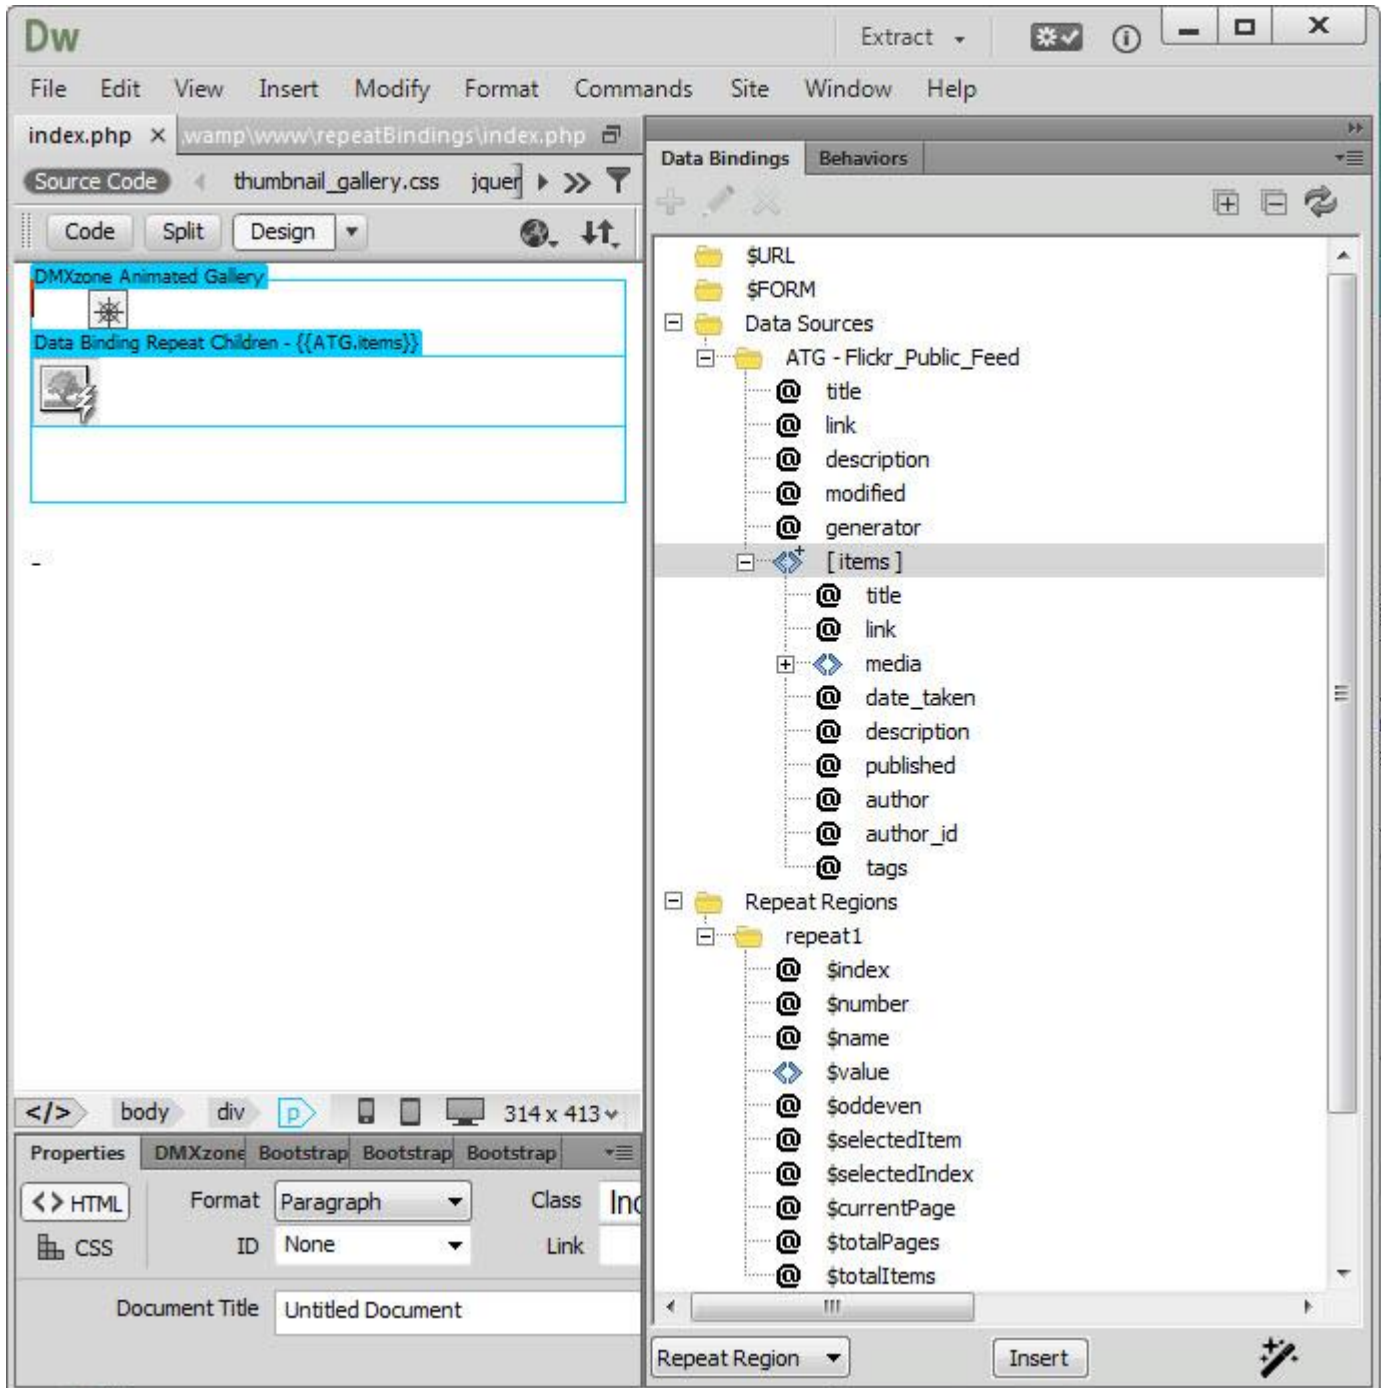 Dw
Extract
File Edit View Insert Modify Format Commands Site Window Help
index.php × wamp\www\repeatBindings\index.php
Source Code thumbnail_gallery.css jquer
Code Split Design
DMXzone Animated Gallery
Data Binding Repeat Children - {{ATG.items}}
-
</> body div p 314 x 413
Properties DMXzone Bootstrap Bootstrap Bootstrap
<> HTML Format Paragraph Class
CSS ID None Link
Document Title Untitled Document
Data Bindings Behaviors
$URL
$FORM
Data Sources
ATG - Flickr_Public_Feed
@ title
@ link
@ description
@ modified
@ generator
[ items ]
@ title
@ link
media
@ date_taken
@ description
@ published
@ author
@ author_id
@ tags
Repeat Regions
repeat1
@ $index
@ $number
@ $name
$value
@ $oddeven
@ $selectedItem
@ $selectedIndex
@ $currentPage
@ $totalPages
@ $totalItems
Repeat Region Insert